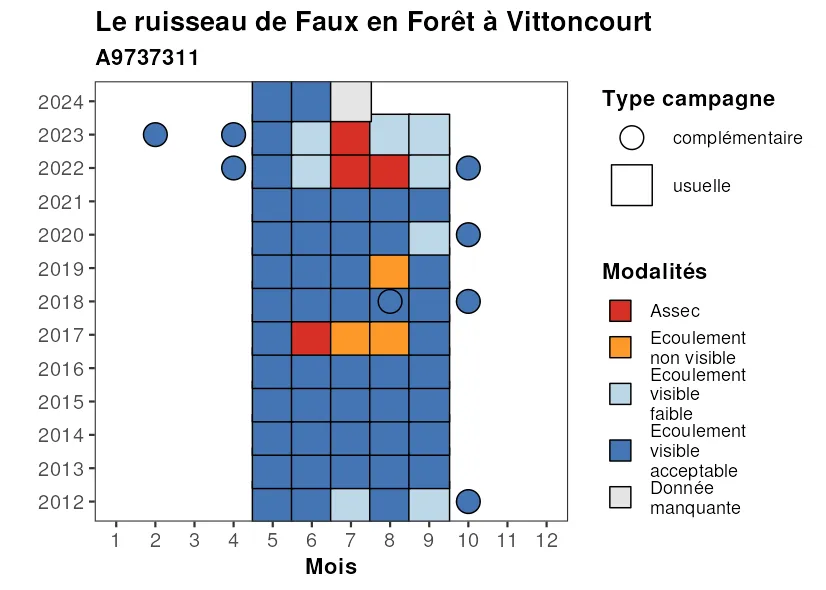 Le ruisseau de Faux en Forêt à Vittoncourt
A9737311
2024
2023
2022
2021
2020
2019
2018
2017
2016
2015
2014
2013
2012
1 2 3 4 5 6 7 8 9 10 11 12
Mois
Type campagne
complémentaire
usuelle
Modalités
Assec
Ecoulement
non visible
Ecoulement
visible
faible
Ecoulement
visible
acceptable
Donnée
manquante